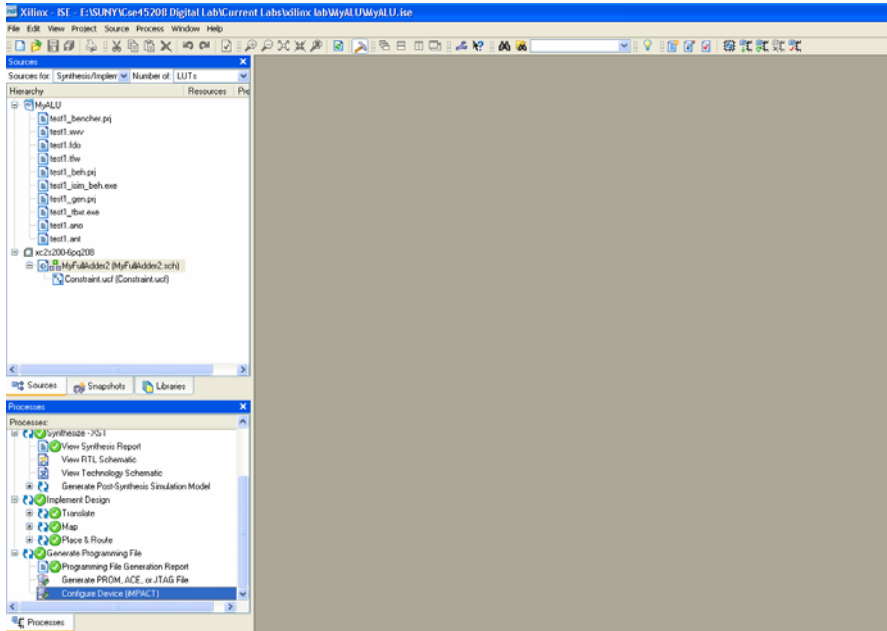 Xilinx - ISE - E:\SUNY\Cse45208 Digital Lab\Current Labs\xilinx lab\MyALU\MyALU.ise
File Edit View Project Source Process Window Help
Sources
Sources for: Synthesis/Implem Number of: LUTs
Hierarchy Resources Pre
MyALU
test1_bencher.prj
test1.xwv
test1.fdo
test1.tfw
test1_beh.prj
test1_isim_beh.exe
test1_gen.prj
test1_tbxr.exe
test1.ano
test1.ant
xc2s200-6pq208
MyFullAdder2 (MyFullAdder2.sch)
Constraint.ucf (Constraint.ucf)
Sources Snapshots Libraries
Processes
Processes:
Synthesize - XST
View Synthesis Report
View RTL Schematic
View Technology Schematic
Generate Post-Synthesis Simulation Model
Implement Design
Translate
Map
Place & Route
Generate Programming File
Programming File Generation Report
Generate PROM, ACE, or JTAG File
Configure Device (iMPACT)
Processes